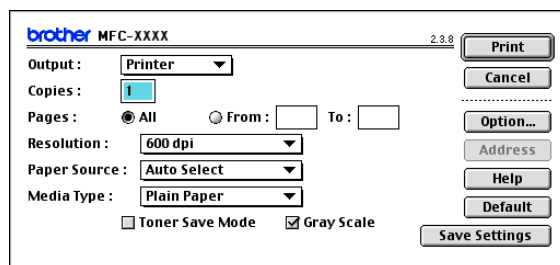 brother MFC-XXXX 2.3.8 Print
Output : Printer Cancel
Copies : 1
Pages : All From : To : Option...
Resolution : 600 dpi Address
Paper Source : Auto Select Help
Media Type : Plain Paper Default
Toner Save Mode Gray Scale Save Settings